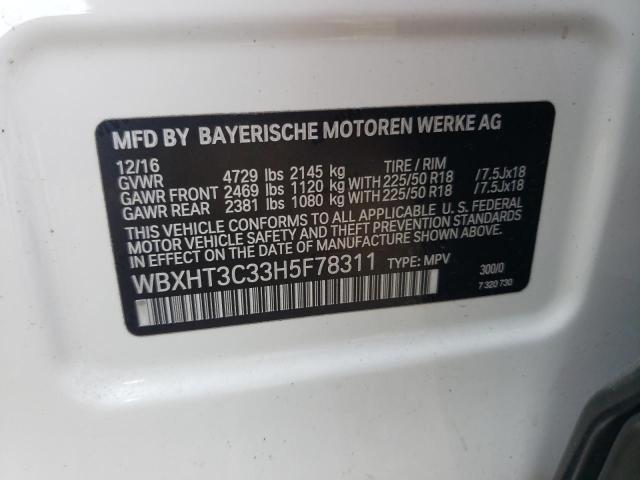 MFD BY BAYERISCHE MOTOREN WERKE AG
12/16 TIRE / RIM
GVWR 4729 lbs 2145 kg
GAWR FRONT 2469 lbs 1120 kg WITH 225/50 R18 /7.5Jx18
GAWR REAR 2381 lbs 1080 kg WITH 225/50 R18 /7.5Jx18
THIS VEHICLE CONFORMS TO ALL APPLICABLE U. S. FEDERAL
MOTOR VEHICLE SAFETY AND THEFT PREVENTION STANDARDS
IN EFFECT ON THE DATE OF MANUFACTURE SHOWN ABOVE.
WBXHT3C33H5F78311 TYPE: MPV 300/0
7 320 730